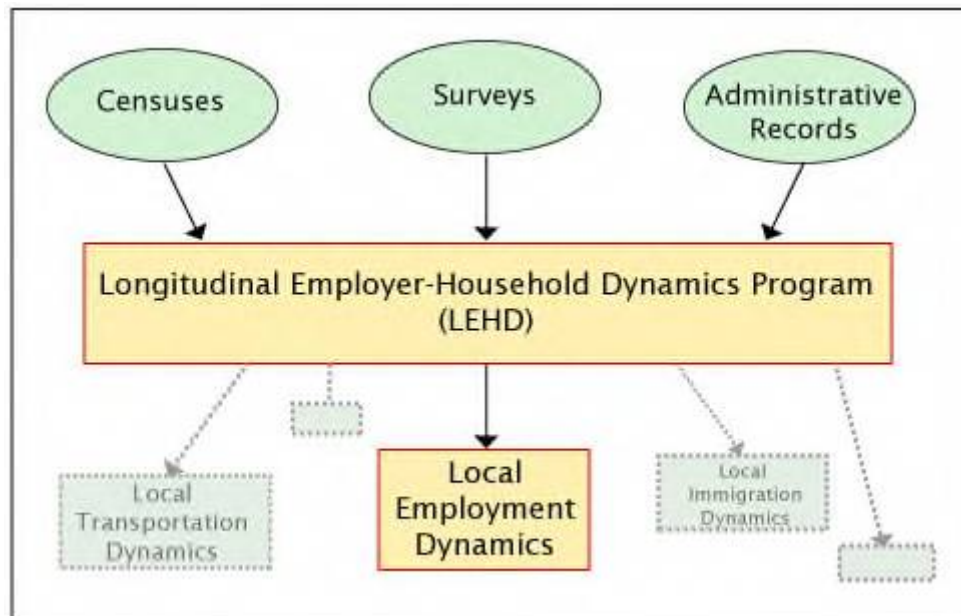 Censuses
Surveys
Administrative
Records
Longitudinal Employer-Household Dynamics Program
(LEHD)
Local
Transportation
Dynamics
Local
Employment
Dynamics
Local
Immigration
Dynamics